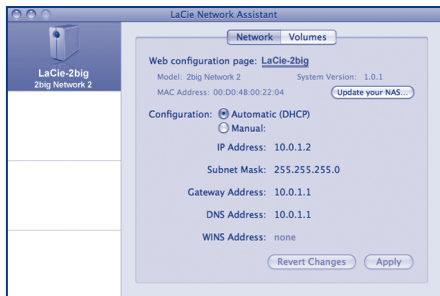 LaCie Network Assistant
LaCie-2big
2big Network 2
Network Volumes
Web configuration page: LaCie-2big
Model: 2big Network 2 System Version: 1.0.1
MAC Address: 00:D0:4B:00:22:04 Update your NAS...
Configuration: Automatic (DHCP)
Manual:
IP Address: 10.0.1.2
Subnet Mask: 255.255.255.0
Gateway Address: 10.0.1.1
DNS Address: 10.0.1.1
WINS Address: none
Revert Changes Apply